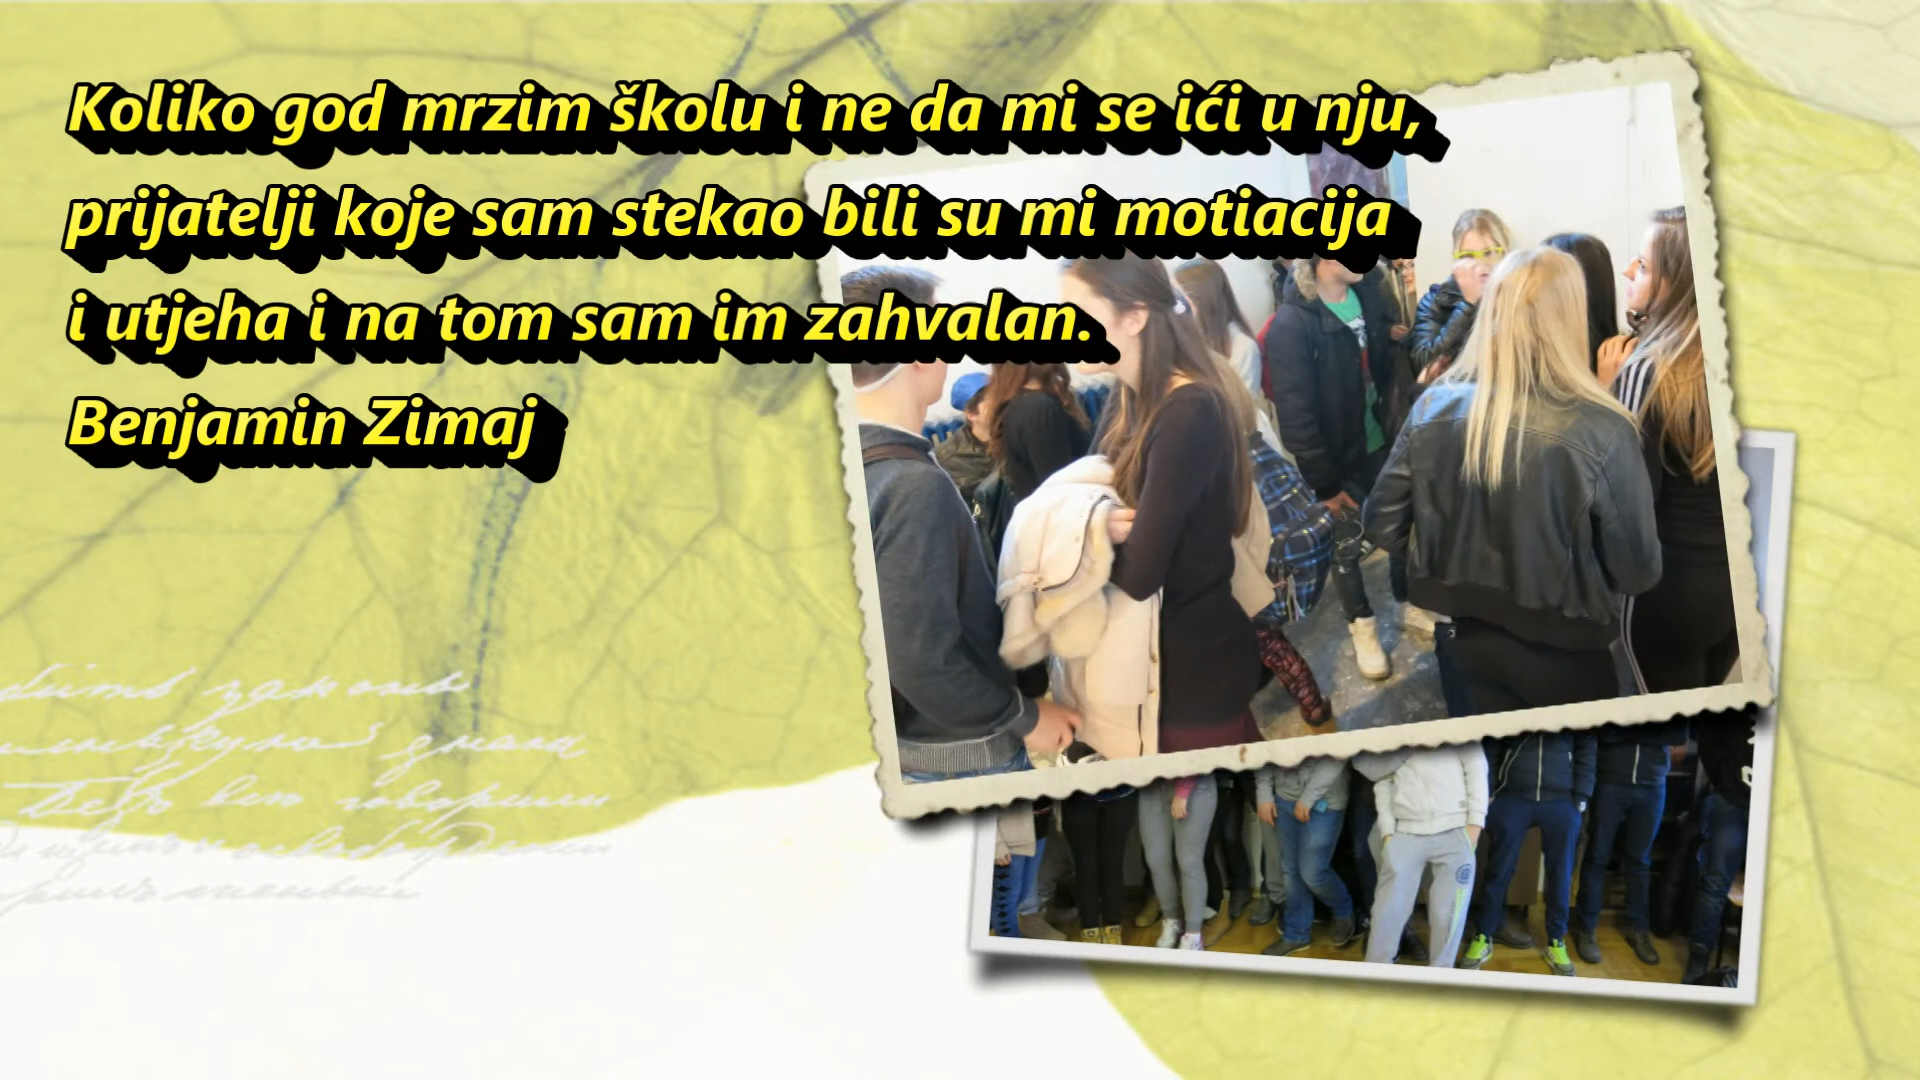 Koliko god mrzim školu i ne da mi se ići u nju,
prijatelji koje sam stekao bili su mi motiacija
i utjeha i na tom sam im zahvalan.
Benjamin Zimaj